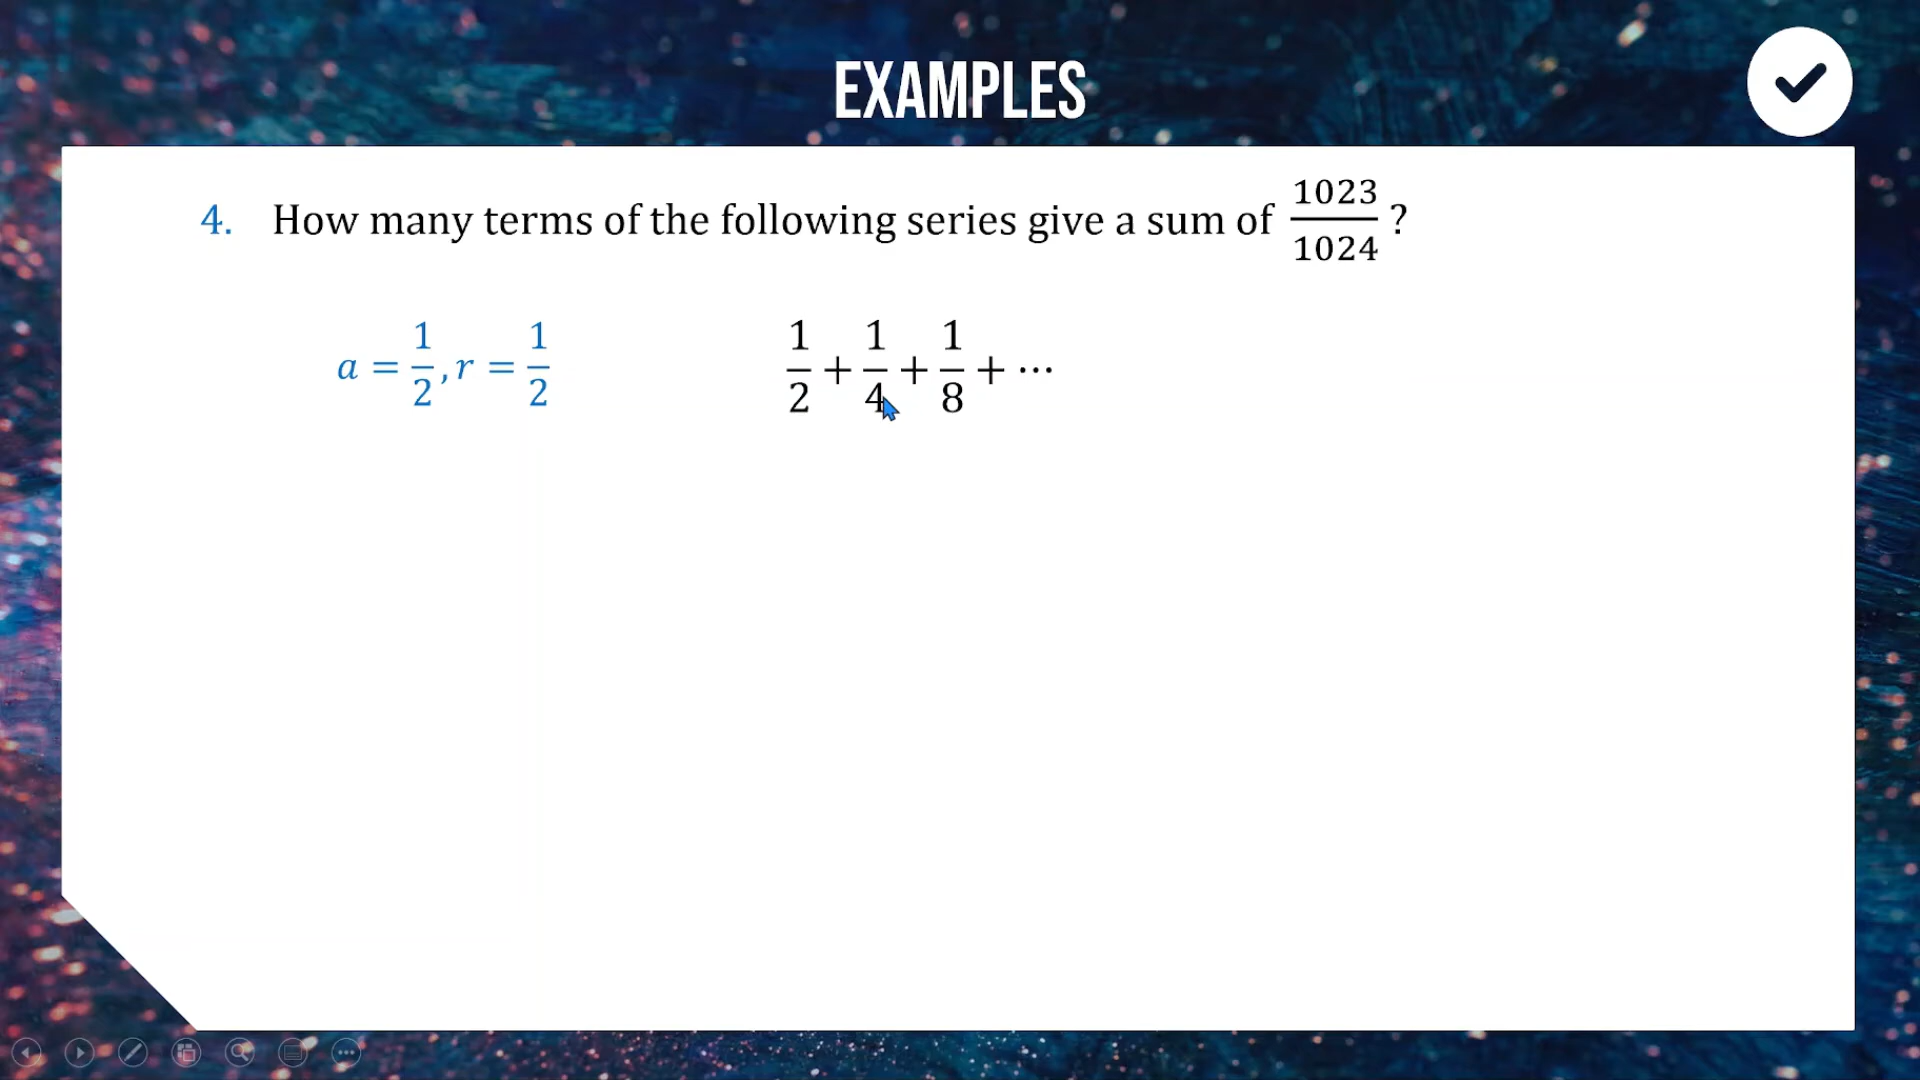 EXAMPLES
4. How many terms of the following series give a sum of 1023/1024 ?
a = 1/2, r = 1/2
1/2 + 1/4 + 1/8 + ⋯